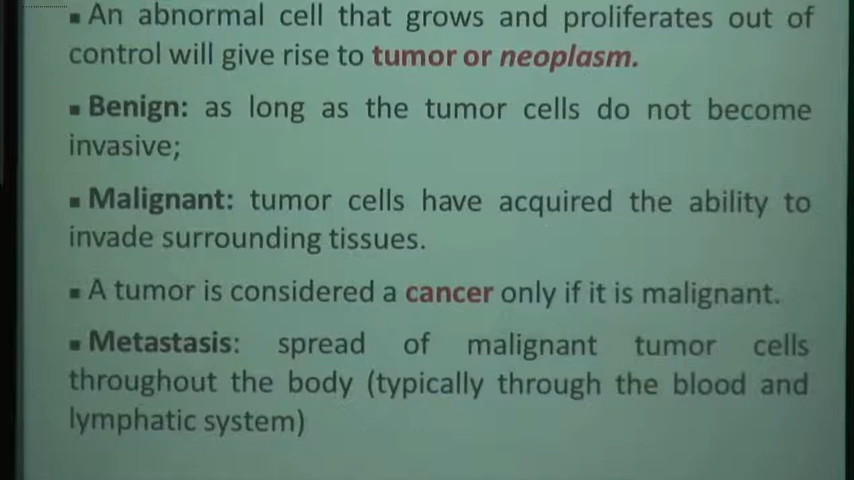 ▪ An abnormal cell that grows and proliferates out of
control will give rise to tumor or neoplasm.
▪ Benign: as long as the tumor cells do not become
invasive;
▪ Malignant: tumor cells have acquired the ability to
invade surrounding tissues.
▪ A tumor is considered a cancer only if it is malignant.
▪ Metastasis: spread of malignant tumor cells
throughout the body (typically through the blood and
lymphatic system)